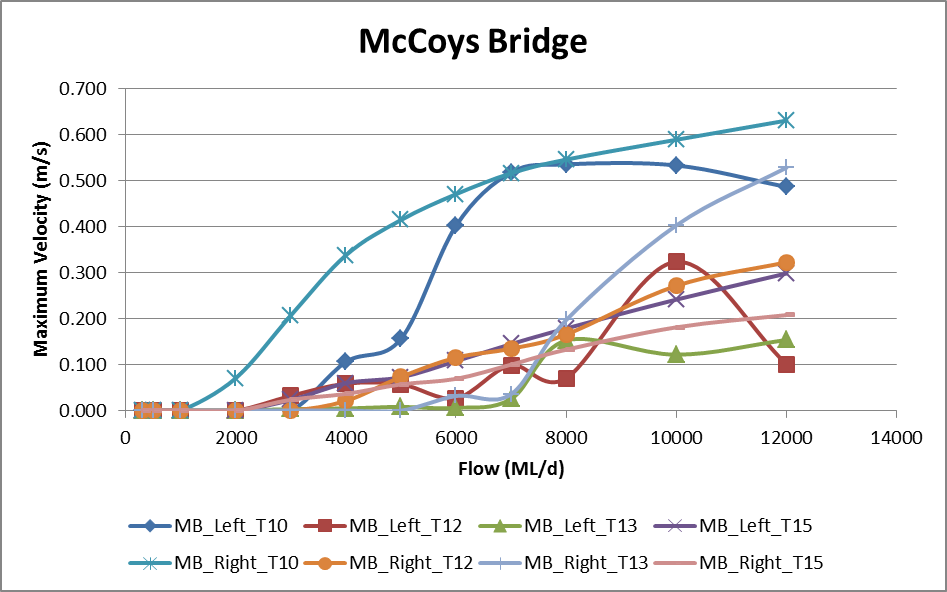 McCoys Bridge
0.700
0.600
0.500
0.400
0.300
0.200
0.100
0.000
Maximum Velocity (m/s)
0 2000 4000 6000 8000 10000 12000 14000
Flow (ML/d)
MB_Left_T10 MB_Left_T12 MB_Left_T13 MB_Left_T15
MB_Right_T10 MB_Right_T12 MB_Right_T13 MB_Right_T15